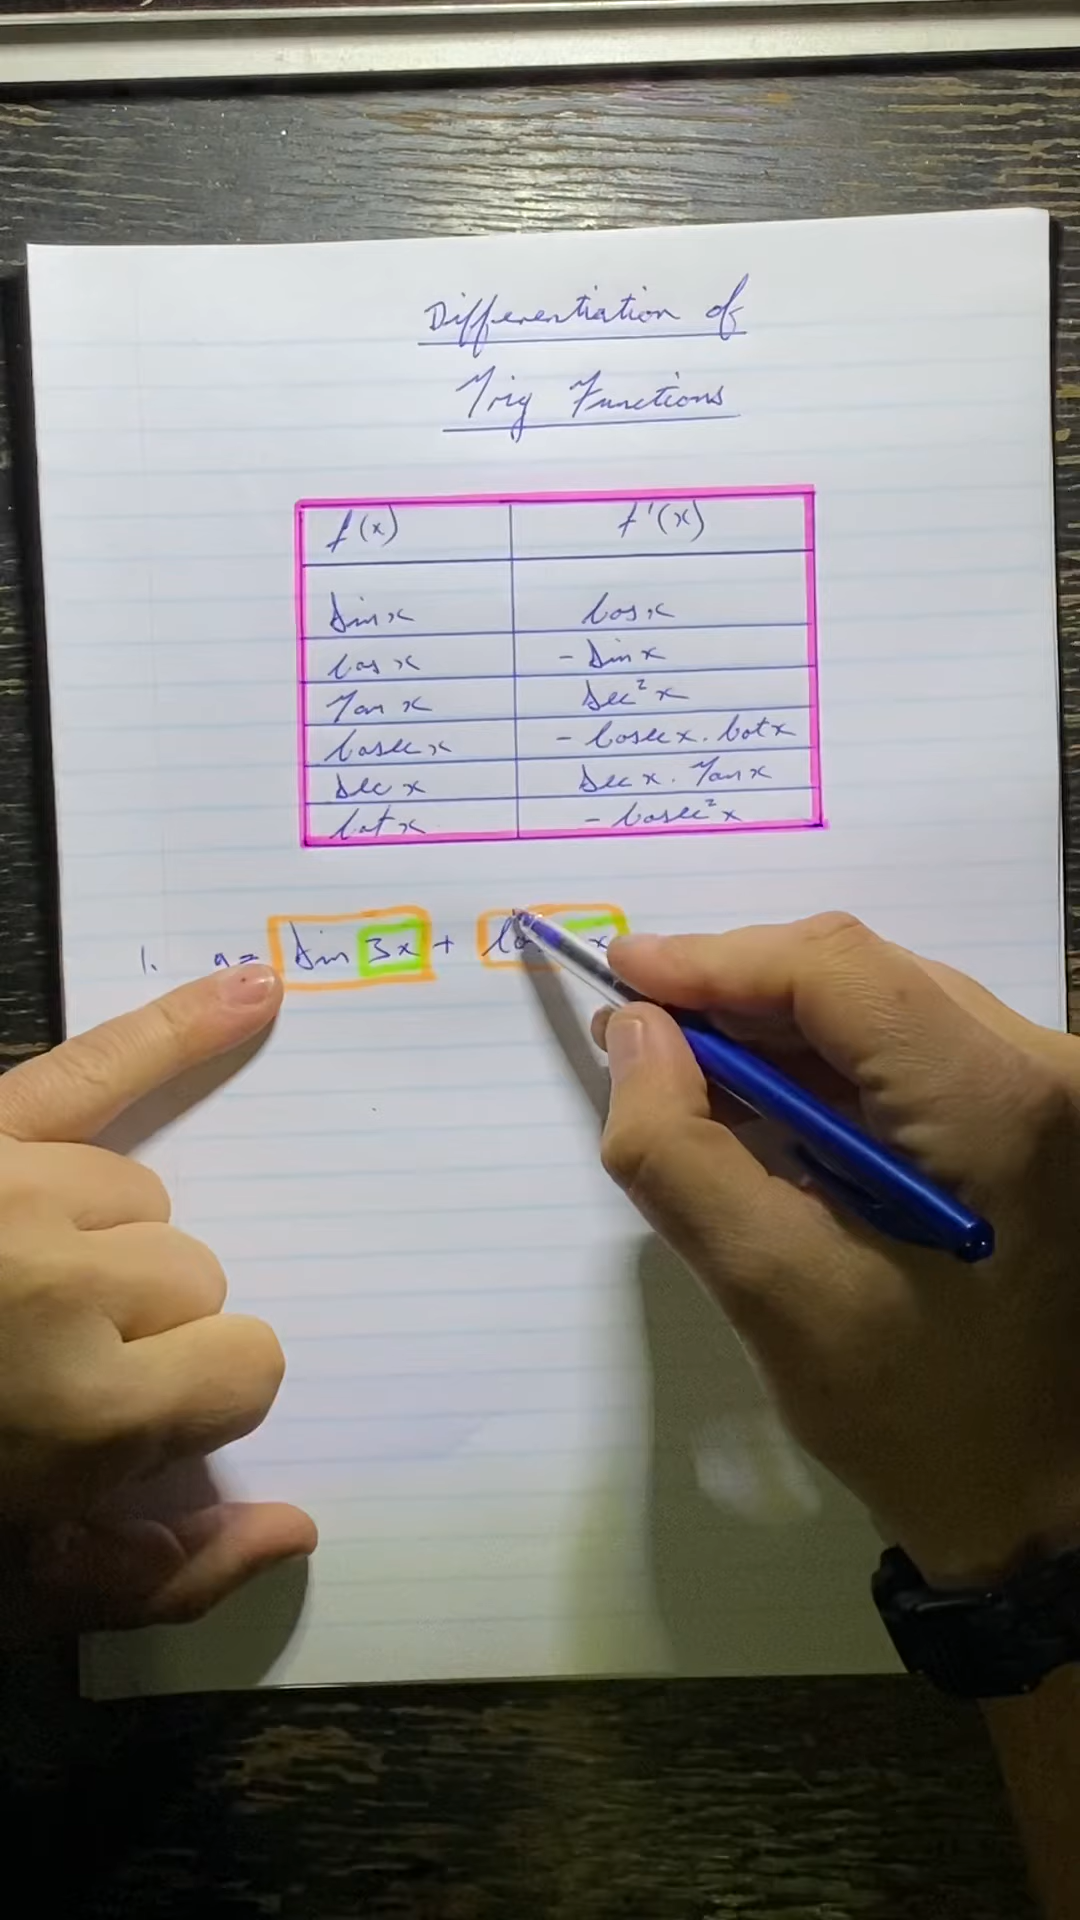 Differentiation of
Trig Functions
f(x) f'(x)
Sin x Cos x
Cos x - Sin x
Tan x Sec² x
Cosec x - Cosec x . Cot x
Sec x Sec x . Tan x
Cot x - Cosec² x
1. y = Sin 3x +